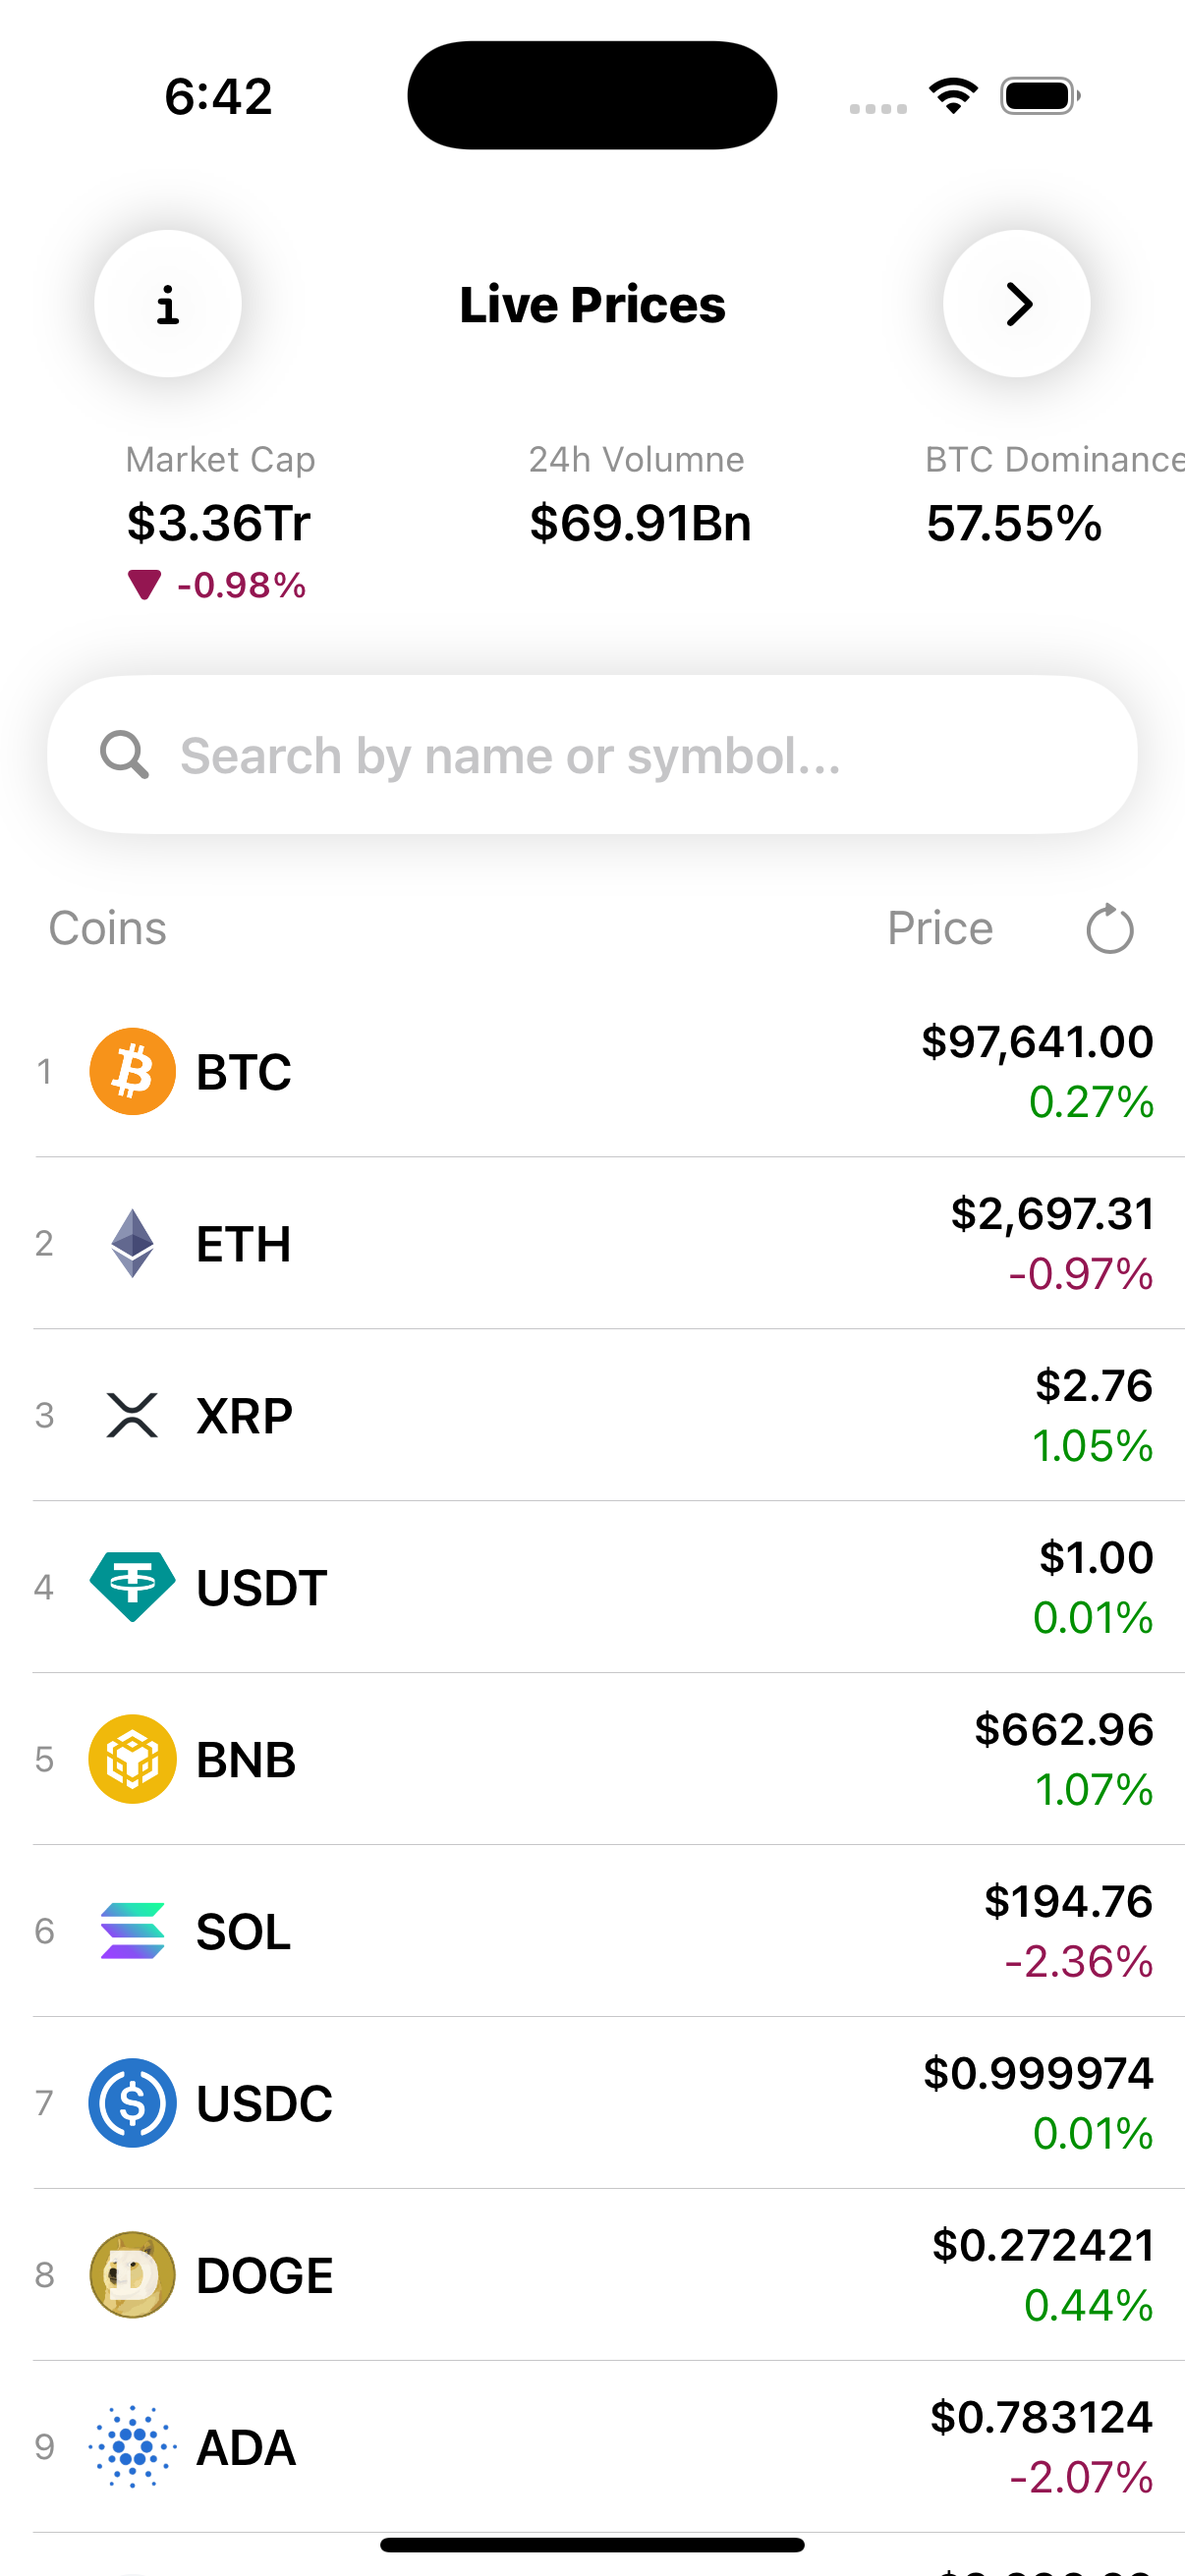 6:42
i
Live Prices
Market Cap
24h Volumne
BTC Dominance
$3.36Tr
$69.91Bn
57.55%
-0.98%
Search by name or symbol...
Coins
Price
1
BTC
$97,641.00
0.27%
2
ETH
$2,697.31
-0.97%
3
XRP
$2.76
1.05%
4
USDT
$1.00
0.01%
5
BNB
$662.96
1.07%
6
SOL
$194.76
-2.36%
7
USDC
$0.999974
0.01%
8
DOGE
$0.272421
0.44%
9
ADA
$0.783124
-2.07%